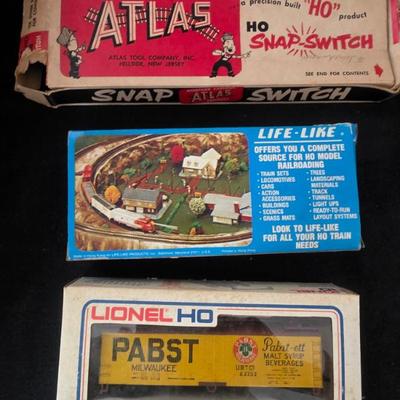 ATLAS
ATLAS TOOL COMPANY, INC.
HILLSIDE, NEW JERSEY
a precision built "HO" product
HO
SNAP-SWITCH
SEE END FOR CONTENTS
SNAP ATLAS SWITCH
LIFE-LIKE
OFFERS YOU A COMPLETE
SOURCE FOR HO MODEL
RAILROADING
• TRAIN SETS
• LOCOMOTIVES
• CARS
• ACTION
ACCESSORIES
• BUILDINGS
• SCENICS
• GRASS MATS
• TREES
• LANDSCAPING
MATERIALS
• TRACK
• TUNNELS
• LIGHT UPS
• READY-TO-RUN
LAYOUT SYSTEMS
LOOK TO LIFE-LIKE
FOR ALL YOUR HO TRAIN
NEEDS
LIONEL HO
PABST
MILWAUKEE
PABST
Pabst-ett
MALT SYRUP
BEVERAGES